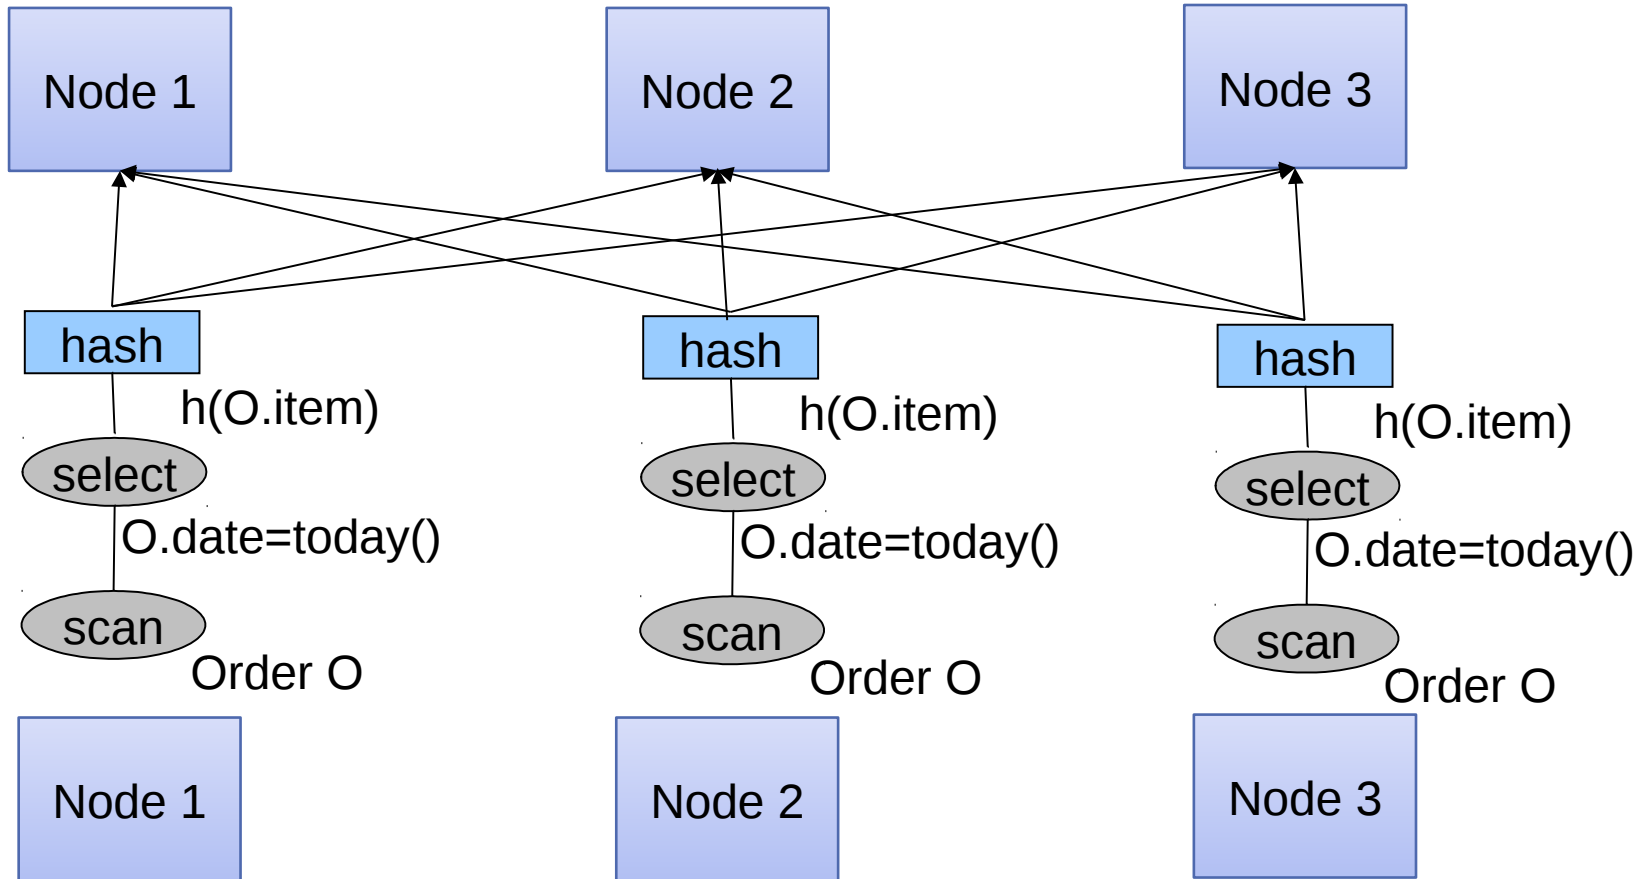 Node 1
Node 2
Node 3
hash
hash
hash
h(O.item)
h(O.item)
h(O.item)
select
select
select
O.date=today()
O.date=today()
O.date=today()
scan
scan
scan
Order O
Order O
Order O
Node 1
Node 2
Node 3